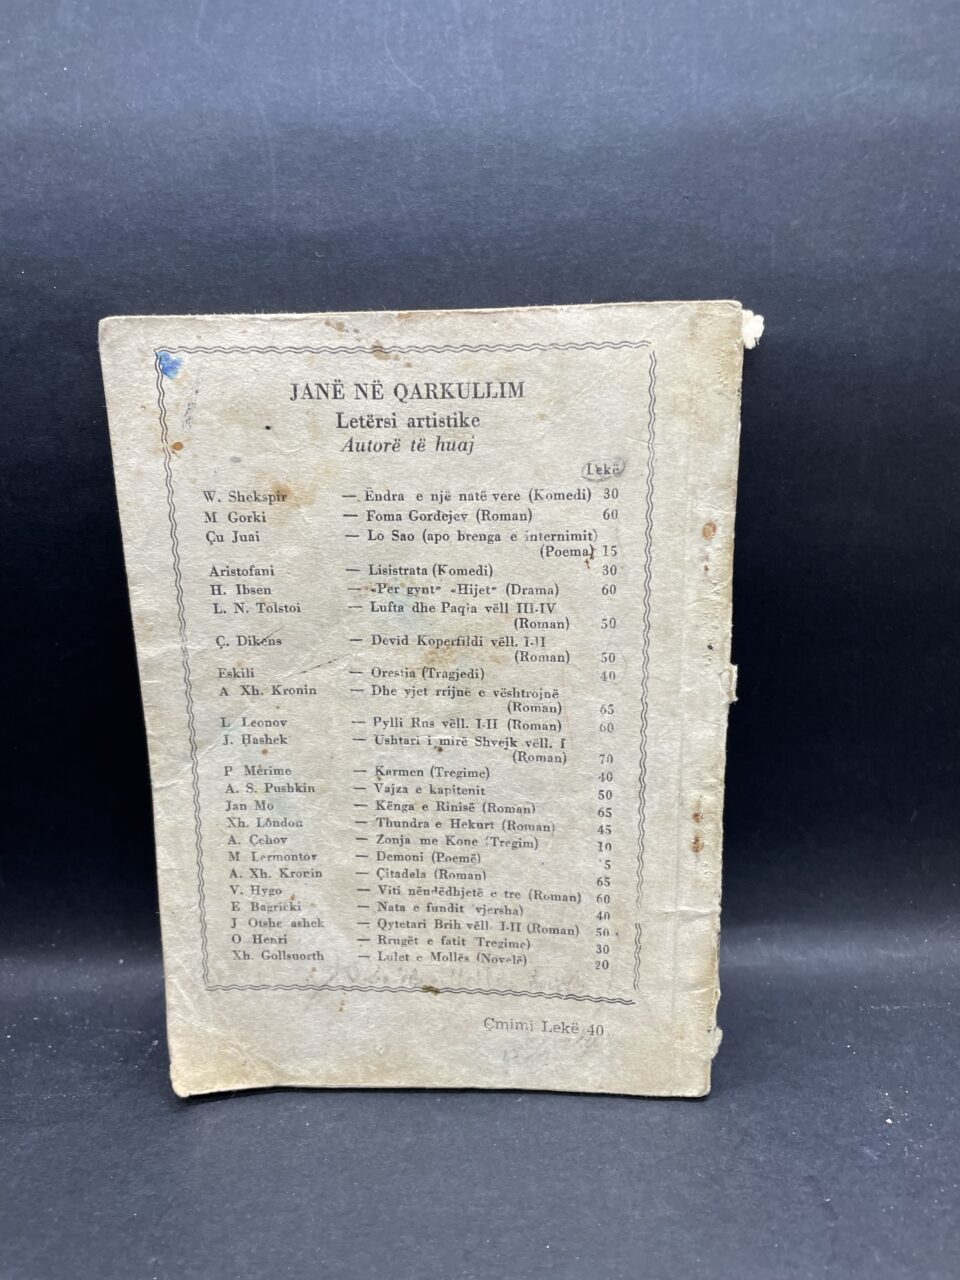 JANË NË QARKULLIM
Letërsi artistike
Autorë të huaj
Lekë
W. Shekspir — Ëndra e një natë vere (Komedi) 30
M Gorki — Foma Gordejev (Roman) 60
Çu Juai — Lo Sao (apo brenga e internimit)
(Poema) 15
Aristofani — Lisistrata (Komedi) 30
H. Ibsen — «Per gynt» «Hijet» (Drama) 60
L. N. Tolstoi — Lufta dhe Paqja vëll III-IV
(Roman) 50
Ç. Dikens — Devid Koperfildi vëll. I-II
(Roman) 50
Eskili — Orestia (Tragjedi) 40
A Xh. Kronin — Dhe yjet rrijnë e vështrojnë
(Roman) 65
L Leonov — Pylli Rus vëll. I-II (Roman) 60
J. Hashek — Ushtari i mirë Shvejk vëll. I
(Roman) 70
P Mërime — Karmen (Tregime) 40
A. S. Pushkin — Vajza e kapitenit 50
Jan Mo — Kënga e Rinisë (Roman) 65
Xh. London — Thundra e Hekurt (Roman) 45
A. Çehov — Zonja me Kone (Tregim) 10
M Lermontov — Demoni (Poemë) 5
A. Xh. Kronin — Çitadela (Roman) 65
V. Hygo — Viti nëndëdhjetë e tre (Roman) 60
E Bagricki — Nata e fundit vjersha) 40
J Otshe ashek — Qytetari Brih vëll. I-II (Roman) 50
O Henri — Rrugët e fatit Tregime) 30
Xh. Gollsuorth — Lulet e Mollës (Novelë) 20
Çmimi Lekë 40